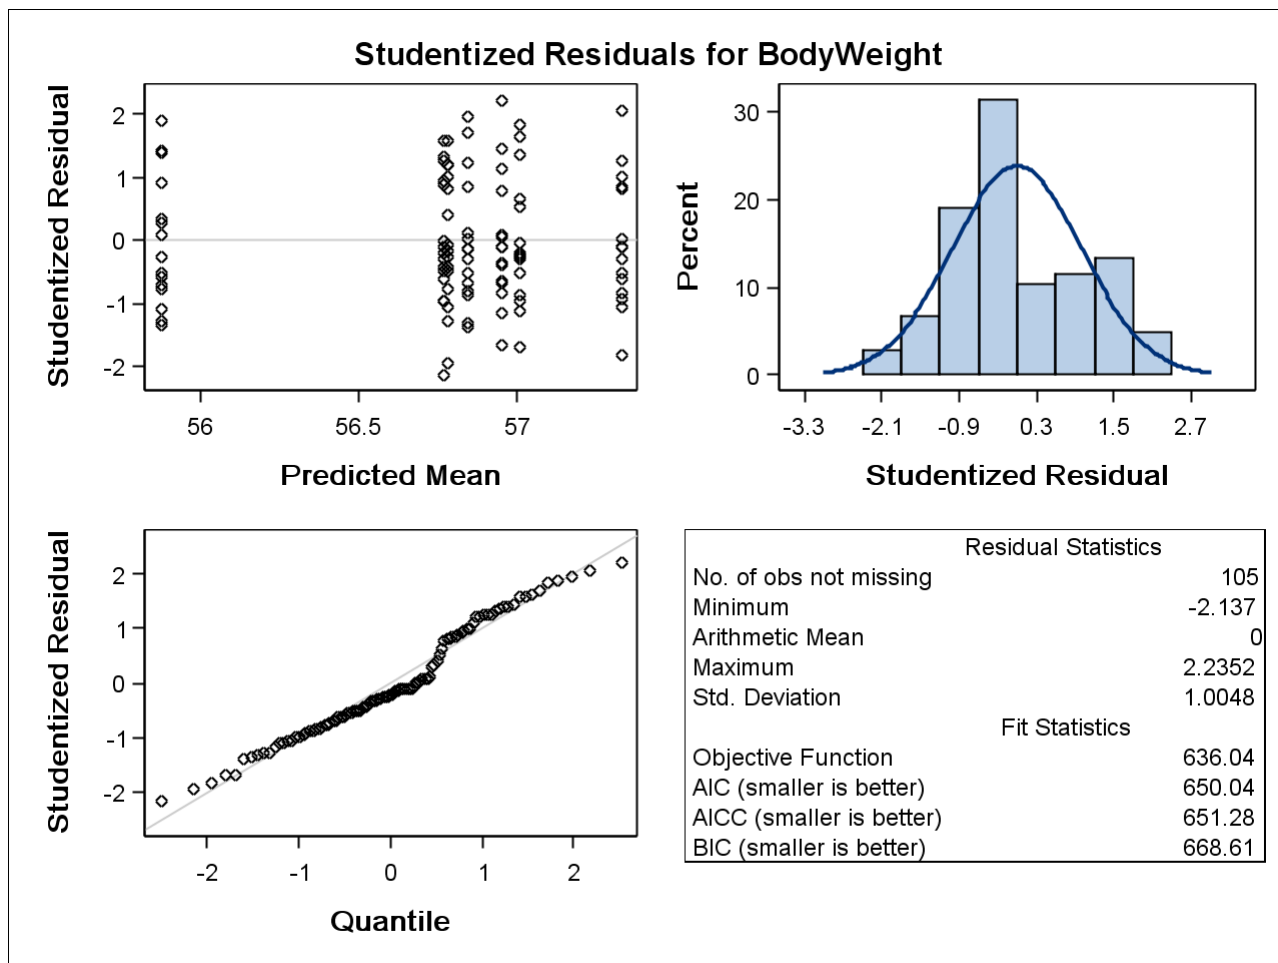 Studentized Residuals for BodyWeight
Studentized Residual
2
1
0
-1
-2
56
56.5
57
Predicted Mean
Percent
30
20
10
0
-3.3
-2.1
-0.9
0.3
1.5
2.7
Studentized Residual
Studentized Residual
2
1
0
-1
-2
-2
-1
0
1
2
Quantile
Residual Statistics
No. of obs not missing 105
Minimum -2.137
Arithmetic Mean 0
Maximum 2.2352
Std. Deviation 1.0048
Fit Statistics
Objective Function 636.04
AIC (smaller is better) 650.04
AICC (smaller is better) 651.28
BIC (smaller is better) 668.61